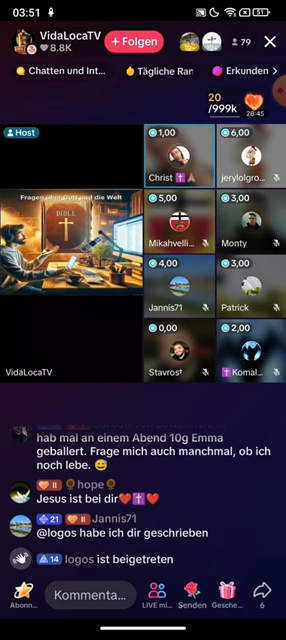 03:51
51
VidaLocaTV
8.8K
+ Folgen
79
Chatten und Int...
Tägliche Ran
Erkunden >
20
/999k
28:45
Host
1,00
Christ
6,00
jerylolgro...
Fragen über Gott und die Welt
BIBLE
5,00
Mikahvelli...
3,00
Monty
4,00
Jannis71
3,00
Patrick
0,00
Stavros†
2,00
Komal...
VidaLocaTV
hab mal an einem Abend 10g Emma
geballert. Frage mich auch manchmal, ob ich
noch lebe. 😅
II 🌻hope🌻
Jesus ist bei dir❤️✝️❤️
21 II Jannis71
@logos habe ich dir geschrieben
14 logos ist beigetreten
Abonn...
Kommenta...
LIVE mi...
Senden
Gesche...
6